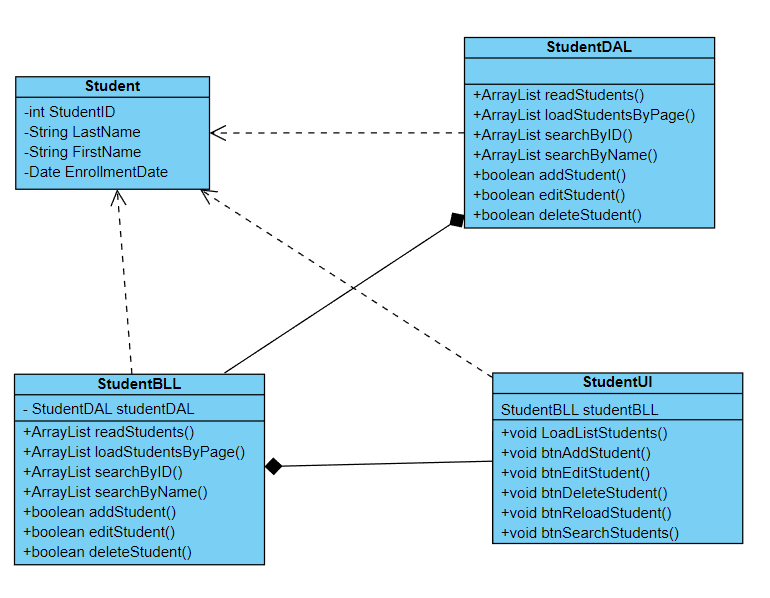 StudentDAL
+ArrayList readStudents()
+ArrayList loadStudentsByPage()
+ArrayList searchByID()
+ArrayList searchByName()
+boolean addStudent()
+boolean editStudent()
+boolean deleteStudent()
Student
-int StudentID
-String LastName
-String FirstName
-Date EnrollmentDate
StudentBLL
- StudentDAL studentDAL
+ArrayList readStudents()
+ArrayList loadStudentsByPage()
+ArrayList searchByID()
+ArrayList searchByName()
+boolean addStudent()
+boolean editStudent()
+boolean deleteStudent()
StudentUI
StudentBLL studentBLL
+void LoadListStudents()
+void btnAddStudent()
+void btnEditStudent()
+void btnDeleteStudent()
+void btnReloadStudent()
+void btnSearchStudents()